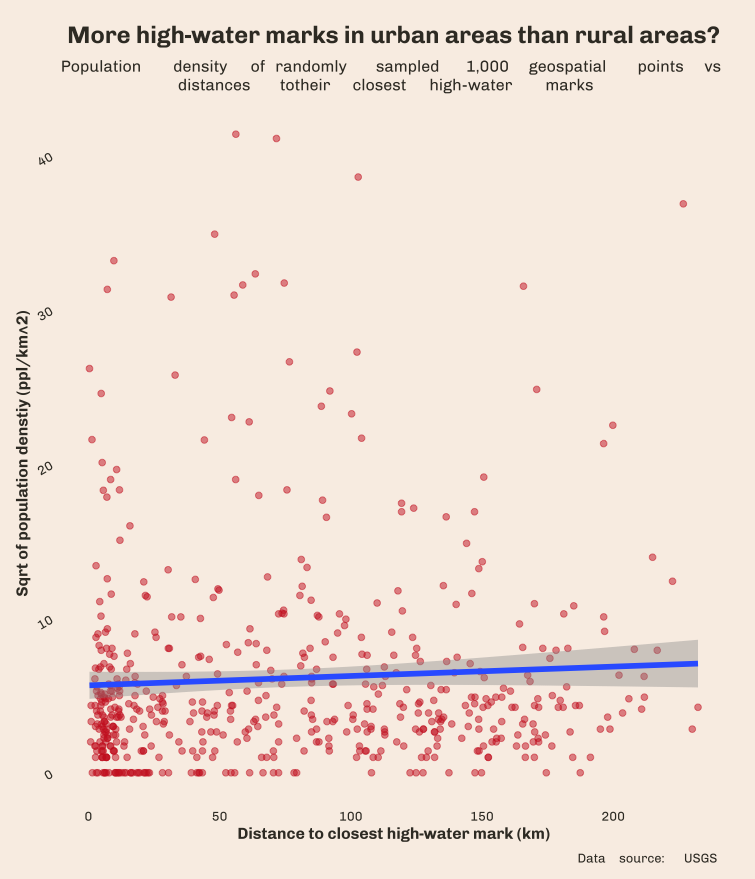 More high-water marks in urban areas than rural areas?
Population density of randomly sampled 1,000 geospatial points vs
distances totheir closest high-water marks
Sqrt of population denstiy (ppl/km^2)
40
30
20
10
0
0 50 100 150 200
Distance to closest high-water mark (km)
Data source: USGS